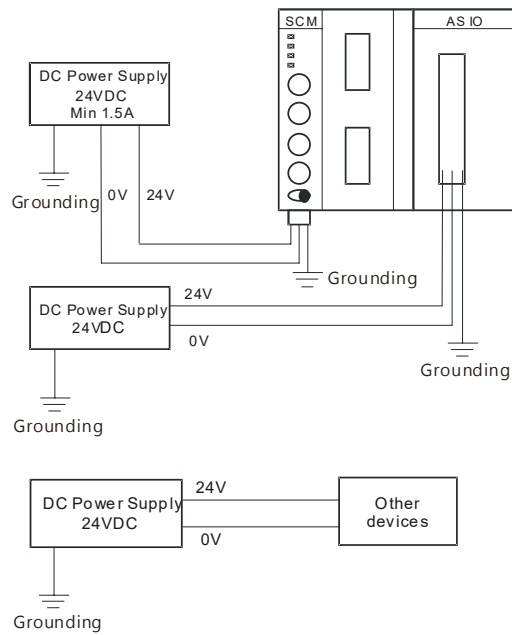 SCM
AS IO
DC Power Supply
24VDC
Min 1.5A
Grounding
0V
24V
Grounding
24V
DC Power Supply
24VDC
0V
Grounding
Grounding
24V
DC Power Supply
24VDC
0V
Other
devices
Grounding